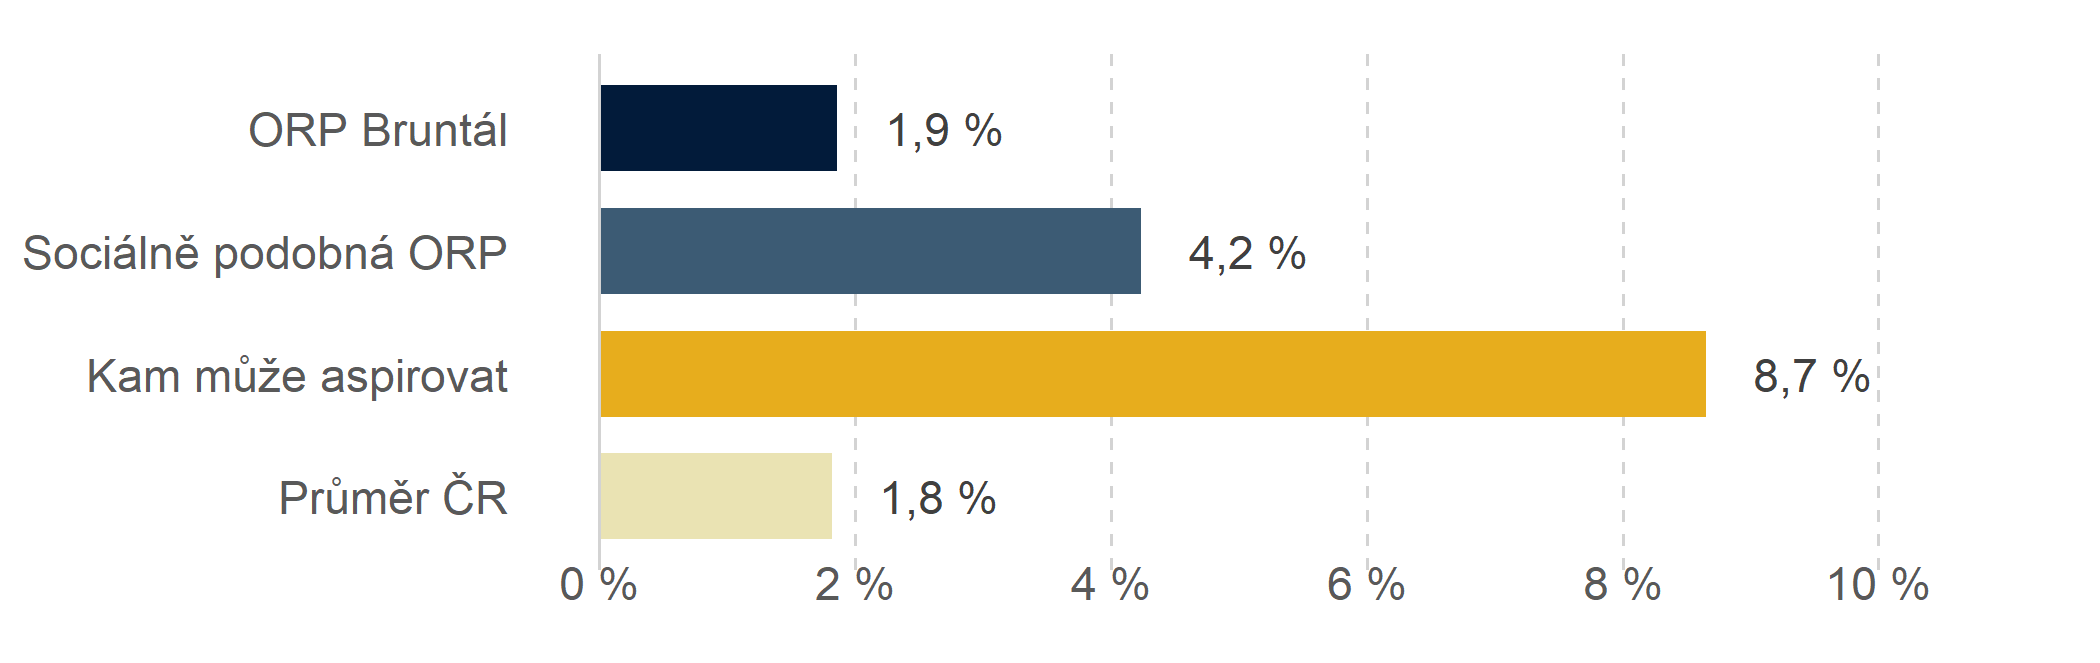 ORP Bruntál
1,9 %
Sociálně podobná ORP
4,2 %
Kam může aspirovat
8,7 %
Průměr ČR
1,8 %
0 % 2 % 4 % 6 % 8 % 10 %